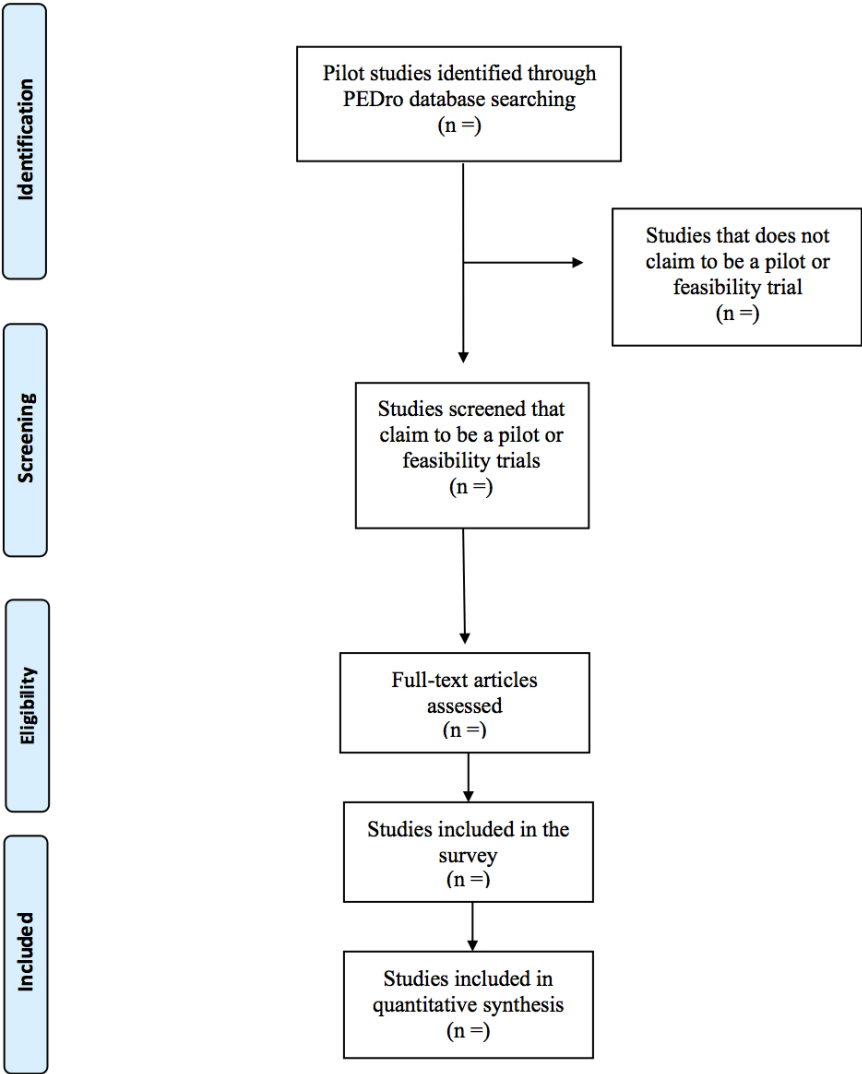 Identification
Pilot studies identified through
PEDro database searching
(n =)
Studies that does not
claim to be a pilot or
feasibility trial
(n =)
Screening
Studies screened that
claim to be a pilot or
feasibility trials
(n =)
Eligibility
Full-text articles
assessed
(n =)
Studies included in the
survey
(n =)
Included
Studies included in
quantitative synthesis
(n =)